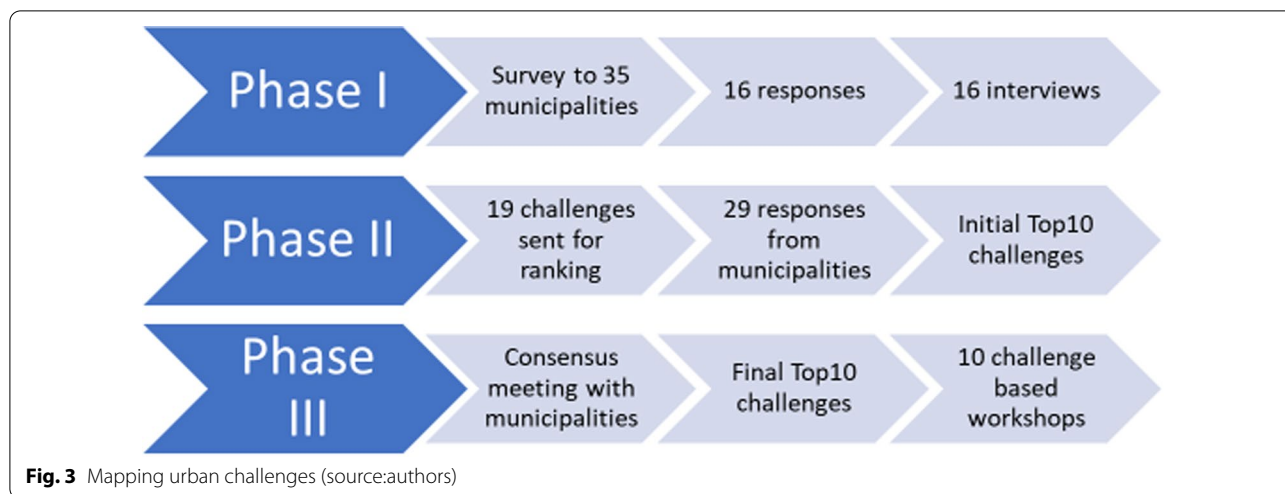 Phase I
Survey to 35
municipalities
16 responses
16 interviews
Phase II
19 challenges
sent for
ranking
29 responses
from
municipalities
Initial Top10
challenges
Phase
III
Consensus
meeting with
municipalities
Final Top10
challenges
10 challenge
based
workshops
Fig. 3 Mapping urban challenges (source:authors)